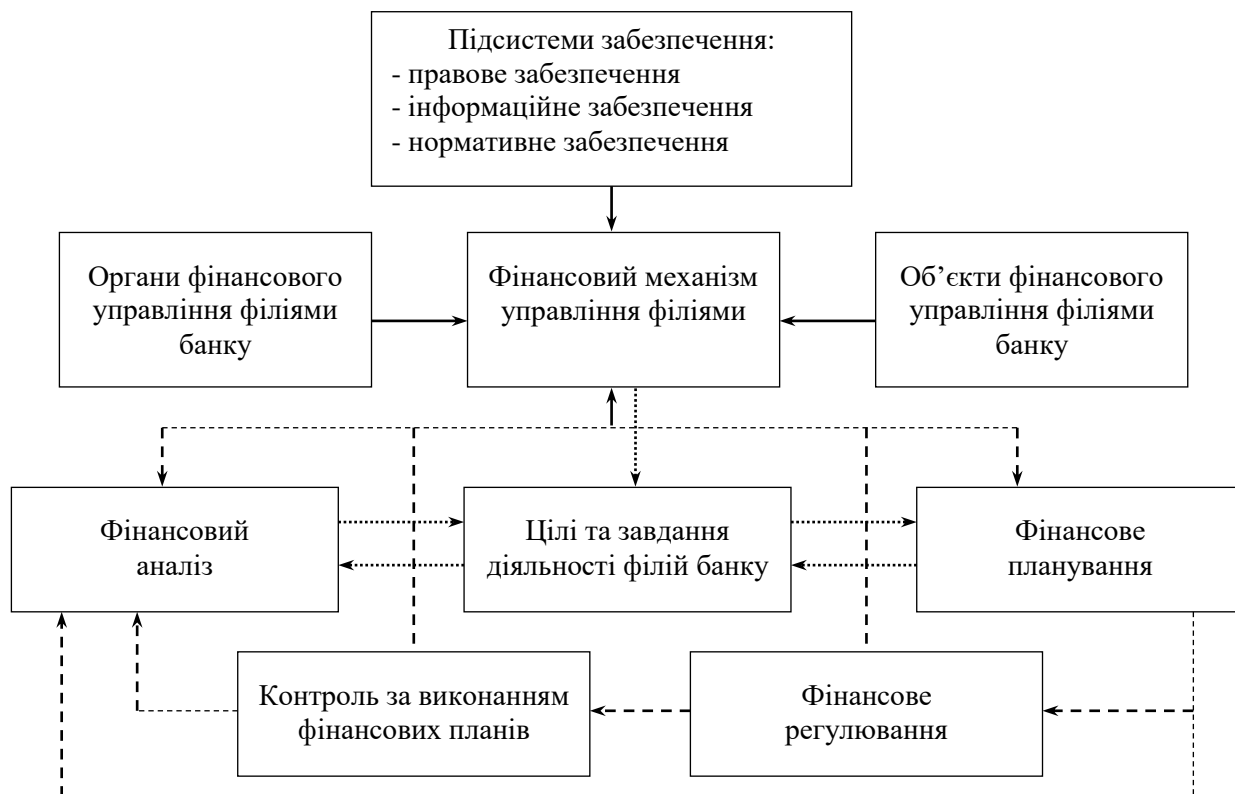 Підсистеми забезпечення:
- правове забезпечення
- інформаційне забезпечення
- нормативне забезпечення
Органи фінансового
управління філіями
банку
Фінансовий механізм
управління філіями
Об’єкти фінансового
управління філіями
банку
Фінансовий
аналіз
Цілі та завдання
діяльності філій банку
Фінансове
планування
Контроль за виконанням
фінансових планів
Фінансове
регулювання